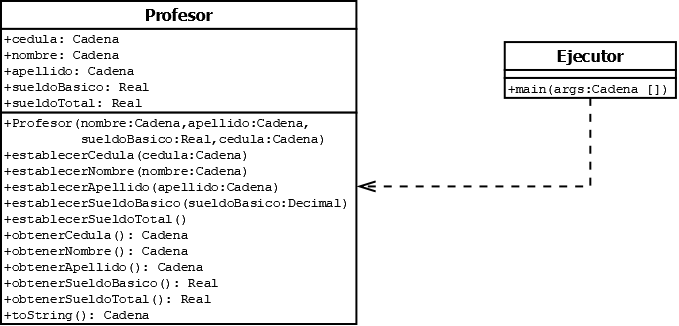 Profesor
+cedula: Cadena
+nombre: Cadena
+apellido: Cadena
+sueldoBasico: Real
+sueldoTotal: Real
+Profesor(nombre:Cadena,apellido:Cadena,
sueldoBasico:Real,cedula:Cadena)
+establecerCedula(cedula:Cadena)
+establecerNombre(nombre:Cadena)
+establecerApellido(apellido:Cadena)
+establecerSueldoBasico(sueldoBasico:Decimal)
+establecerSueldoTotal()
+obtenerCedula(): Cadena
+obtenerNombre(): Cadena
+obtenerApellido(): Cadena
+obtenerSueldoBasico(): Real
+obtenerSueldoTotal(): Real
+toString(): Cadena
Ejecutor
+main(args:Cadena [])